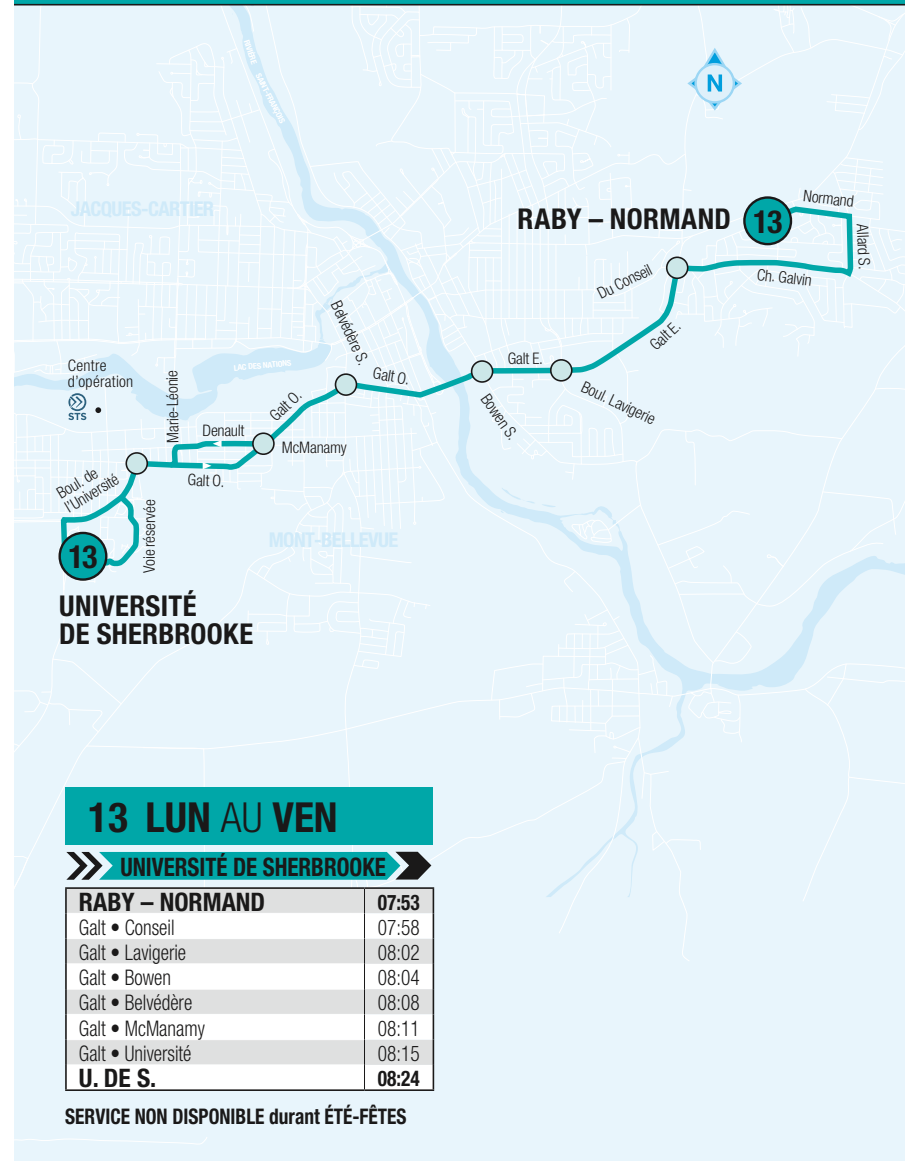 RIVIÈRE SAINT-FRANÇOIS
N
JACQUES-CARTIER
RABY – NORMAND
13
Normand
Allard S.
Du Conseil
Ch. Galvin
Galt E.
Belvédère S.
Galt O.
Galt E.
Boul. Lavigerie
Bowen S.
LAC DES NATIONS
Centre
d'opération
STS
Marie-Léonie
Galt O.
Denault
McManamy
Galt O.
Boul. de
l'Université
Voie réservée
MONT-BELLEVUE
13
UNIVERSITÉ
DE SHERBROOKE
13 LUN AU VEN
UNIVERSITÉ DE SHERBROOKE
RABY – NORMAND 07:53
Galt • Conseil 07:58
Galt • Lavigerie 08:02
Galt • Bowen 08:04
Galt • Belvédère 08:08
Galt • McManamy 08:11
Galt • Université 08:15
U. DE S. 08:24
SERVICE NON DISPONIBLE durant ÉTÉ-FÊTES